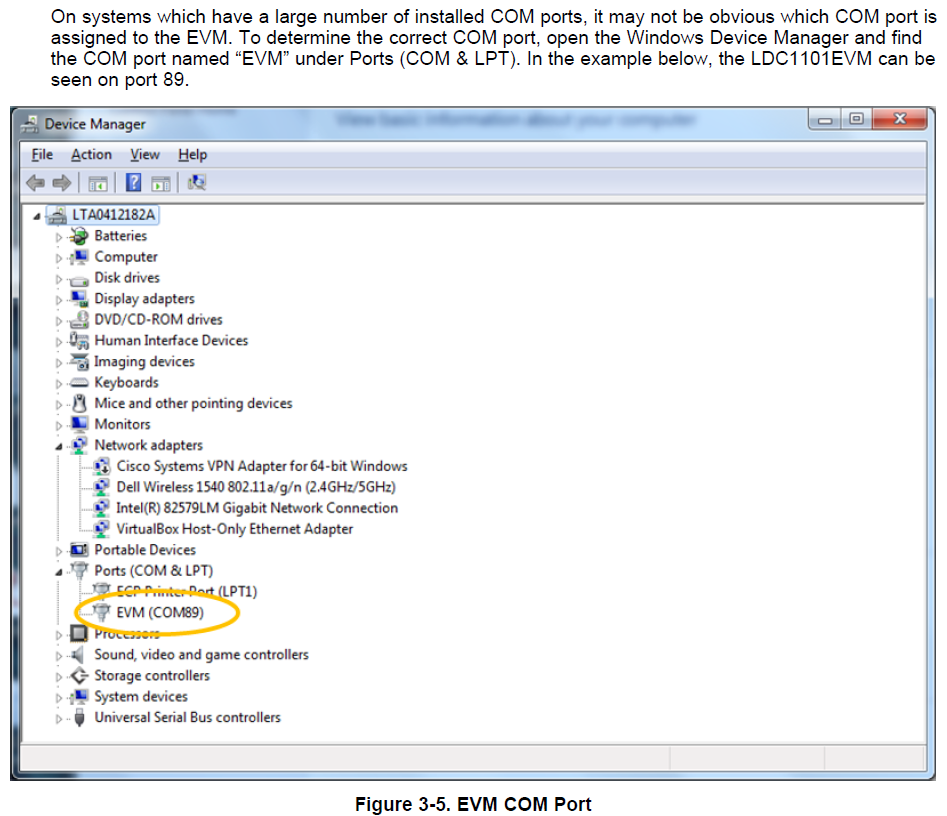 On systems which have a large number of installed COM ports, it may not be obvious which COM port is
assigned to the EVM. To determine the correct COM port, open the Windows Device Manager and find
the COM port named “EVM” under Ports (COM & LPT). In the example below, the LDC1101EVM can be
seen on port 89.
Device Manager
View basic information about your computer
File Action View Help
LTA0412182A
Batteries
Computer
Disk drives
Display adapters
DVD/CD-ROM drives
Human Interface Devices
Imaging devices
Keyboards
Mice and other pointing devices
Monitors
Network adapters
Cisco Systems VPN Adapter for 64-bit Windows
Dell Wireless 1540 802.11a/g/n (2.4GHz/5GHz)
Intel(R) 82579LM Gigabit Network Connection
VirtualBox Host-Only Ethernet Adapter
Portable Devices
Ports (COM & LPT)
ECP Printer Port (LPT1)
EVM (COM89)
Processors
Sound, video and game controllers
Storage controllers
System devices
Universal Serial Bus controllers
Figure 3-5. EVM COM Port